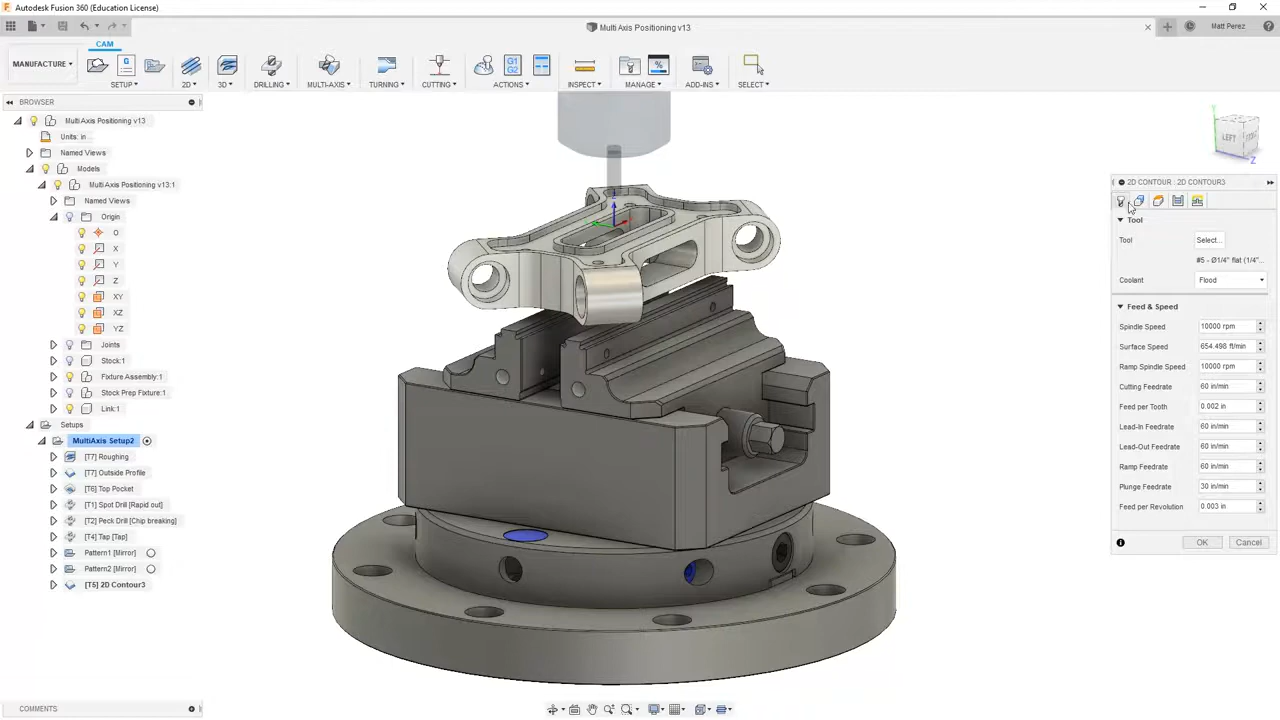 Autodesk Fusion 360 (Education License)
Multi Axis Positioning v13
Matt Perez
CAM
MANUFACTURE
SETUP
2D
3D
DRILLING
MULTI-AXIS
TURNING
CUTTING
ACTIONS
INSPECT
MANAGE
ADD-INS
SELECT
G
G1
G2
BROWSER
Multi Axis Positioning v13
Units: in
Named Views
Models
Multi Axis Positioning v13:1
Named Views
Origin
O
X
Y
Z
XY
XZ
YZ
Joints
Stock:1
Fixture Assembly:1
Stock Prep Fixture:1
Link:1
Setups
MultiAxis Setup2
[T7] Roughing
[T7] Outside Profile
[T6] Top Pocket
[T1] Spot Drill [Rapid out]
[T2] Peck Drill [Chip breaking]
[T4] Tap [Tap]
Pattern1 [Mirror]
Pattern2 [Mirror]
[T5] 2D Contour3
COMMENTS
LEFT
Z
2D CONTOUR : 2D CONTOUR3
Tool
Tool Select...
#5 - Ø1/4" flat (1/4"...
Coolant Flood
Feed & Speed
Spindle Speed 10000 rpm
Surface Speed 654.498 ft/min
Ramp Spindle Speed 10000 rpm
Cutting Feedrate 60 in/min
Feed per Tooth 0.002 in
Lead-In Feedrate 60 in/min
Lead-Out Feedrate 60 in/min
Ramp Feedrate 60 in/min
Plunge Feedrate 30 in/min
Feed per Revolution 0.003 in
OK Cancel